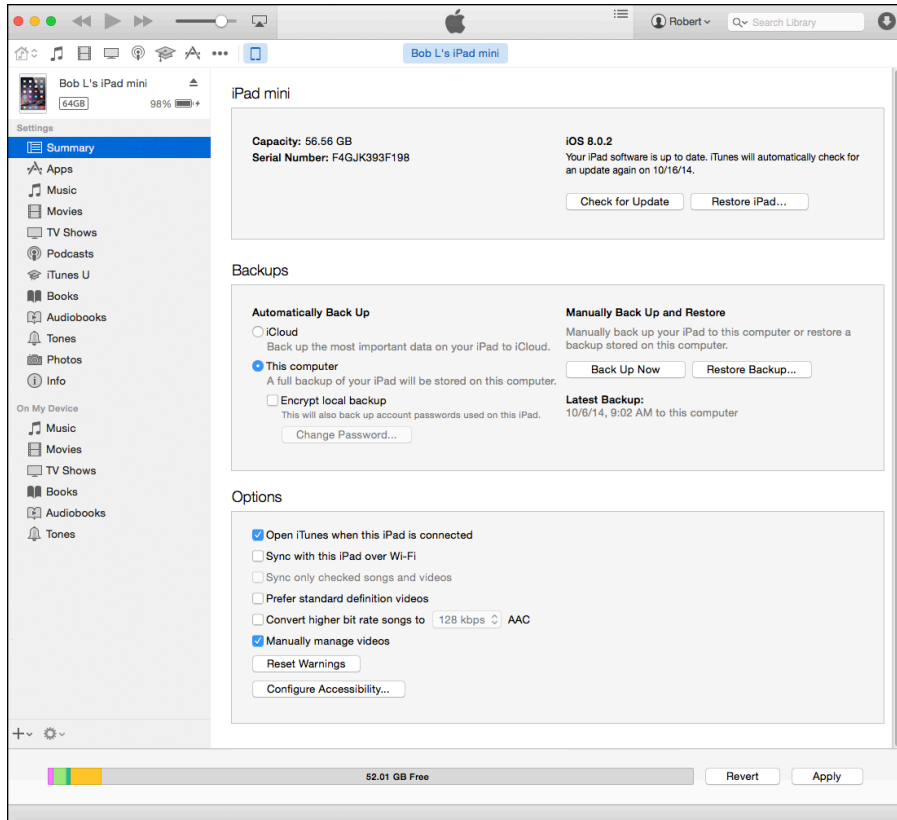 Robert
Search Library
Bob L's iPad mini
Bob L's iPad mini
64GB
98%
Settings
Summary
Apps
Music
Movies
TV Shows
Podcasts
iTunes U
Books
Audiobooks
Tones
Photos
Info
On My Device
Music
Movies
TV Shows
Books
Audiobooks
Tones
iPad mini
Capacity: 56.56 GB
Serial Number: F4GJK393F198
iOS 8.0.2
Your iPad software is up to date. iTunes will automatically check for
an update again on 10/16/14.
Check for Update
Restore iPad...
Backups
Automatically Back Up
iCloud
Back up the most important data on your iPad to iCloud.
This computer
A full backup of your iPad will be stored on this computer.
Encrypt local backup
This will also back up account passwords used on this iPad.
Change Password...
Manually Back Up and Restore
Manually back up your iPad to this computer or restore a
backup stored on this computer.
Back Up Now
Restore Backup...
Latest Backup:
10/6/14, 9:02 AM to this computer
Options
Open iTunes when this iPad is connected
Sync with this iPad over Wi-Fi
Sync only checked songs and videos
Prefer standard definition videos
Convert higher bit rate songs to 128 kbps AAC
Manually manage videos
Reset Warnings
Configure Accessibility...
52.01 GB Free
Revert
Apply